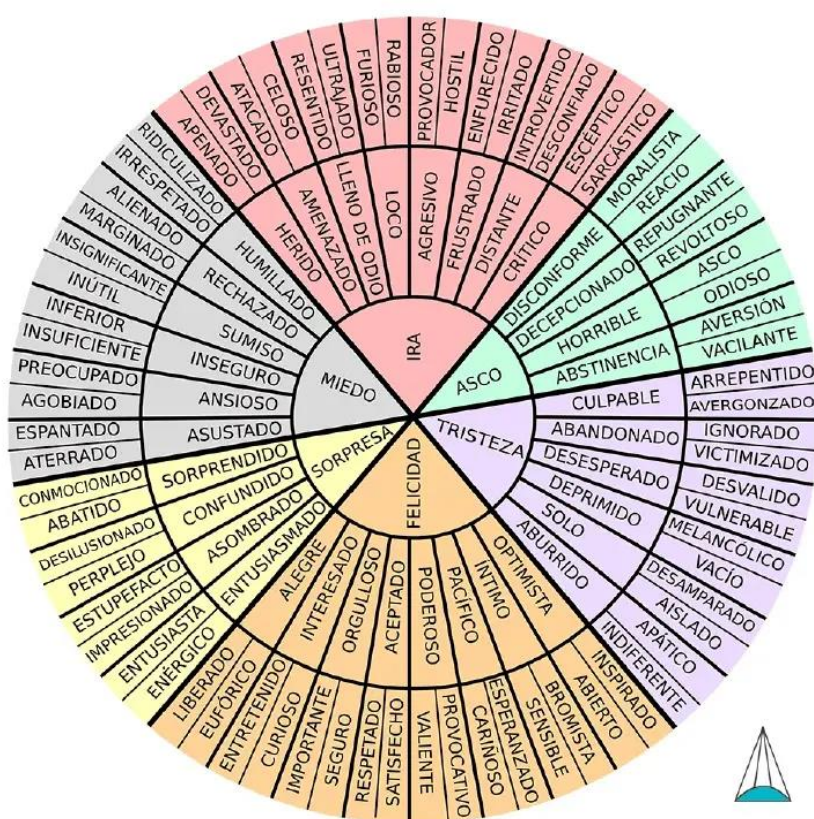 IRA
HERIDO
AMENAZADO
LLENO DE ODIO
LOCO
AGRESIVO
FRUSTRADO
DISTANTE
CRÍTICO
APENADO
DEVASTADO
ATACADO
CELOSO
RESENTIDO
ULTRAJADO
FURIOSO
RABIOSO
PROVOCADOR
HOSTIL
ENFURECIDO
IRRITADO
INTROVERTIDO
DESCONFIADO
ESCÉPTICO
SARCÁSTICO
ASCO
DISCONFORME
DECEPCIONADO
HORRIBLE
ABSTINENCIA
MORALISTA
REACIO
REPUGNANTE
REVOLTOSO
ASCO
ODIOSO
AVERSIÓN
VACILANTE
TRISTEZA
CULPABLE
ABANDONADO
DESESPERADO
DEPRIMIDO
SOLO
ABURRIDO
ARREPENTIDO
AVERGONZADO
IGNORADO
VICTIMIZADO
DESVALIDO
VULNERABLE
MELANCÓLICO
VACÍO
DESAMPARADO
AISLADO
APÁTICO
INDIFERENTE
FELICIDAD
OPTIMISTA
ÍNTIMO
PACÍFICO
PODEROSO
ACEPTADO
ORGULLOSO
INTERESADO
ALEGRE
INSPIRADO
ABIERTO
BROMISTA
SENSIBLE
ESPERANZADO
CARIÑOSO
PROVOCATIVO
VALIENTE
SATISFECHO
RESPETADO
SEGURO
IMPORTANTE
CURIOSO
ENTRETENIDO
EUFÓRICO
LIBERADO
SORPRESA
ENTUSIASMADO
ASOMBRADO
CONFUNDIDO
SORPRENDIDO
ENÉRGICO
ENTUSIASTA
IMPRESIONADO
ESTUPEFACTO
PERPLEJO
DESILUSIONADO
ABATIDO
CONMOCIONADO
MIEDO
ASUSTADO
ANSIOSO
INSEGURO
SUMISO
RECHAZADO
HUMILLADO
ATERRADO
ESPANTADO
AGOBIADO
PREOCUPADO
INSUFICIENTE
INFERIOR
INÚTIL
INSIGNIFICANTE
MARGINADO
ALIENADO
IRRESPETADO
RIDICULIZADO